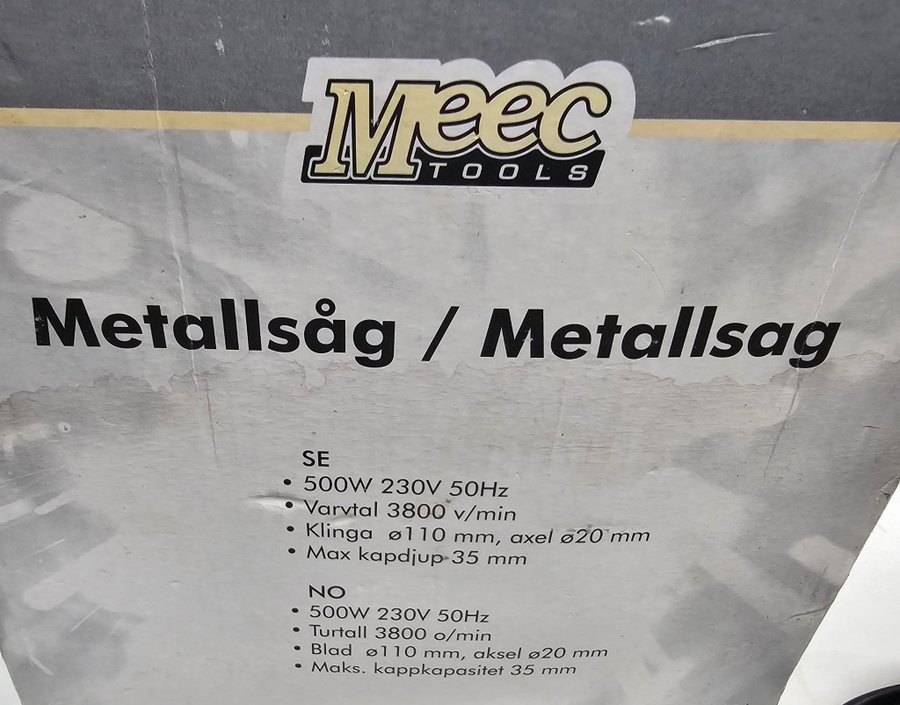 Meec
TOOLS
Metallsåg / Metallsag
SE
• 500W 230V 50Hz
• Varvtal 3800 v/min
• Klinga ø110 mm, axel ø20 mm
• Max kapdjup 35 mm
NO
• 500W 230V 50Hz
• Turtall 3800 o/min
• Blad ø110 mm, aksel ø20 mm
• Maks. kappkapasitet 35 mm